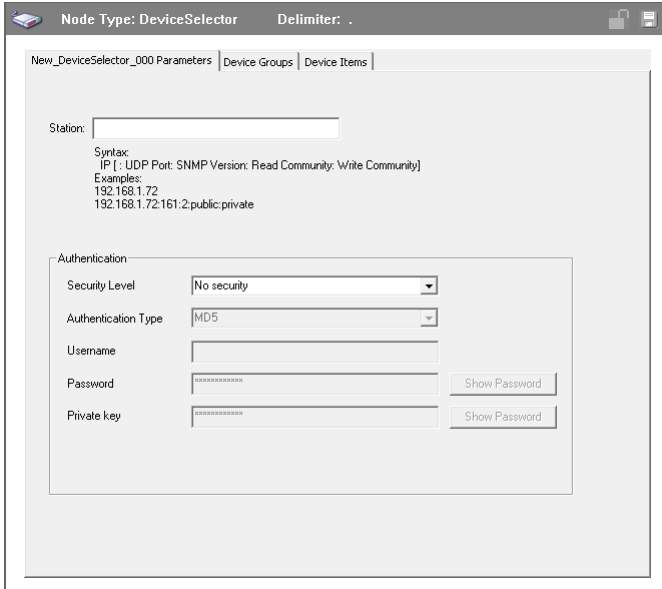 Node Type: DeviceSelector Delimiter: .
New_DeviceSelector_000 Parameters Device Groups Device Items
Station:
Syntax:
IP [ : UDP Port: SNMP Version: Read Community: Write Community]
Examples:
192.168.1.72
192.168.1.72:161:2:public:private
Authentication
Security Level No security
Authentication Type MD5
Username
Password ************ Show Password
Private key ************ Show Password